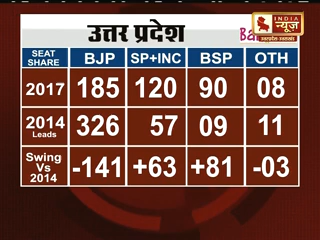 उत्तर प्रदेश
INDIA
न्यूज़
SEAT SHARE BJP SP+INC BSP OTH
2017 185 120 90 08
2014 Leads 326 57 09 11
Swing Vs 2014 -141 +63 +81 -03